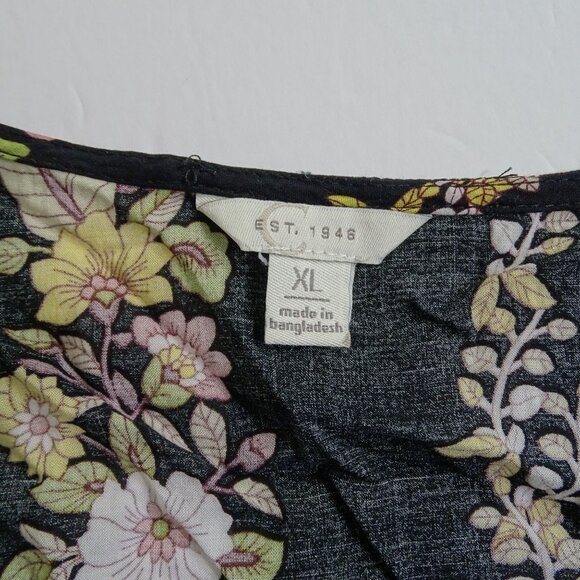 C
EST. 1946
XL
made in
bangladesh